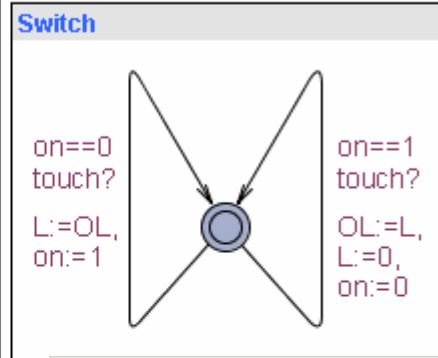 Switch
on==0
touch?
L:=OL,
on:=1
on==1
touch?
OL:=L,
L:=0,
on:=0